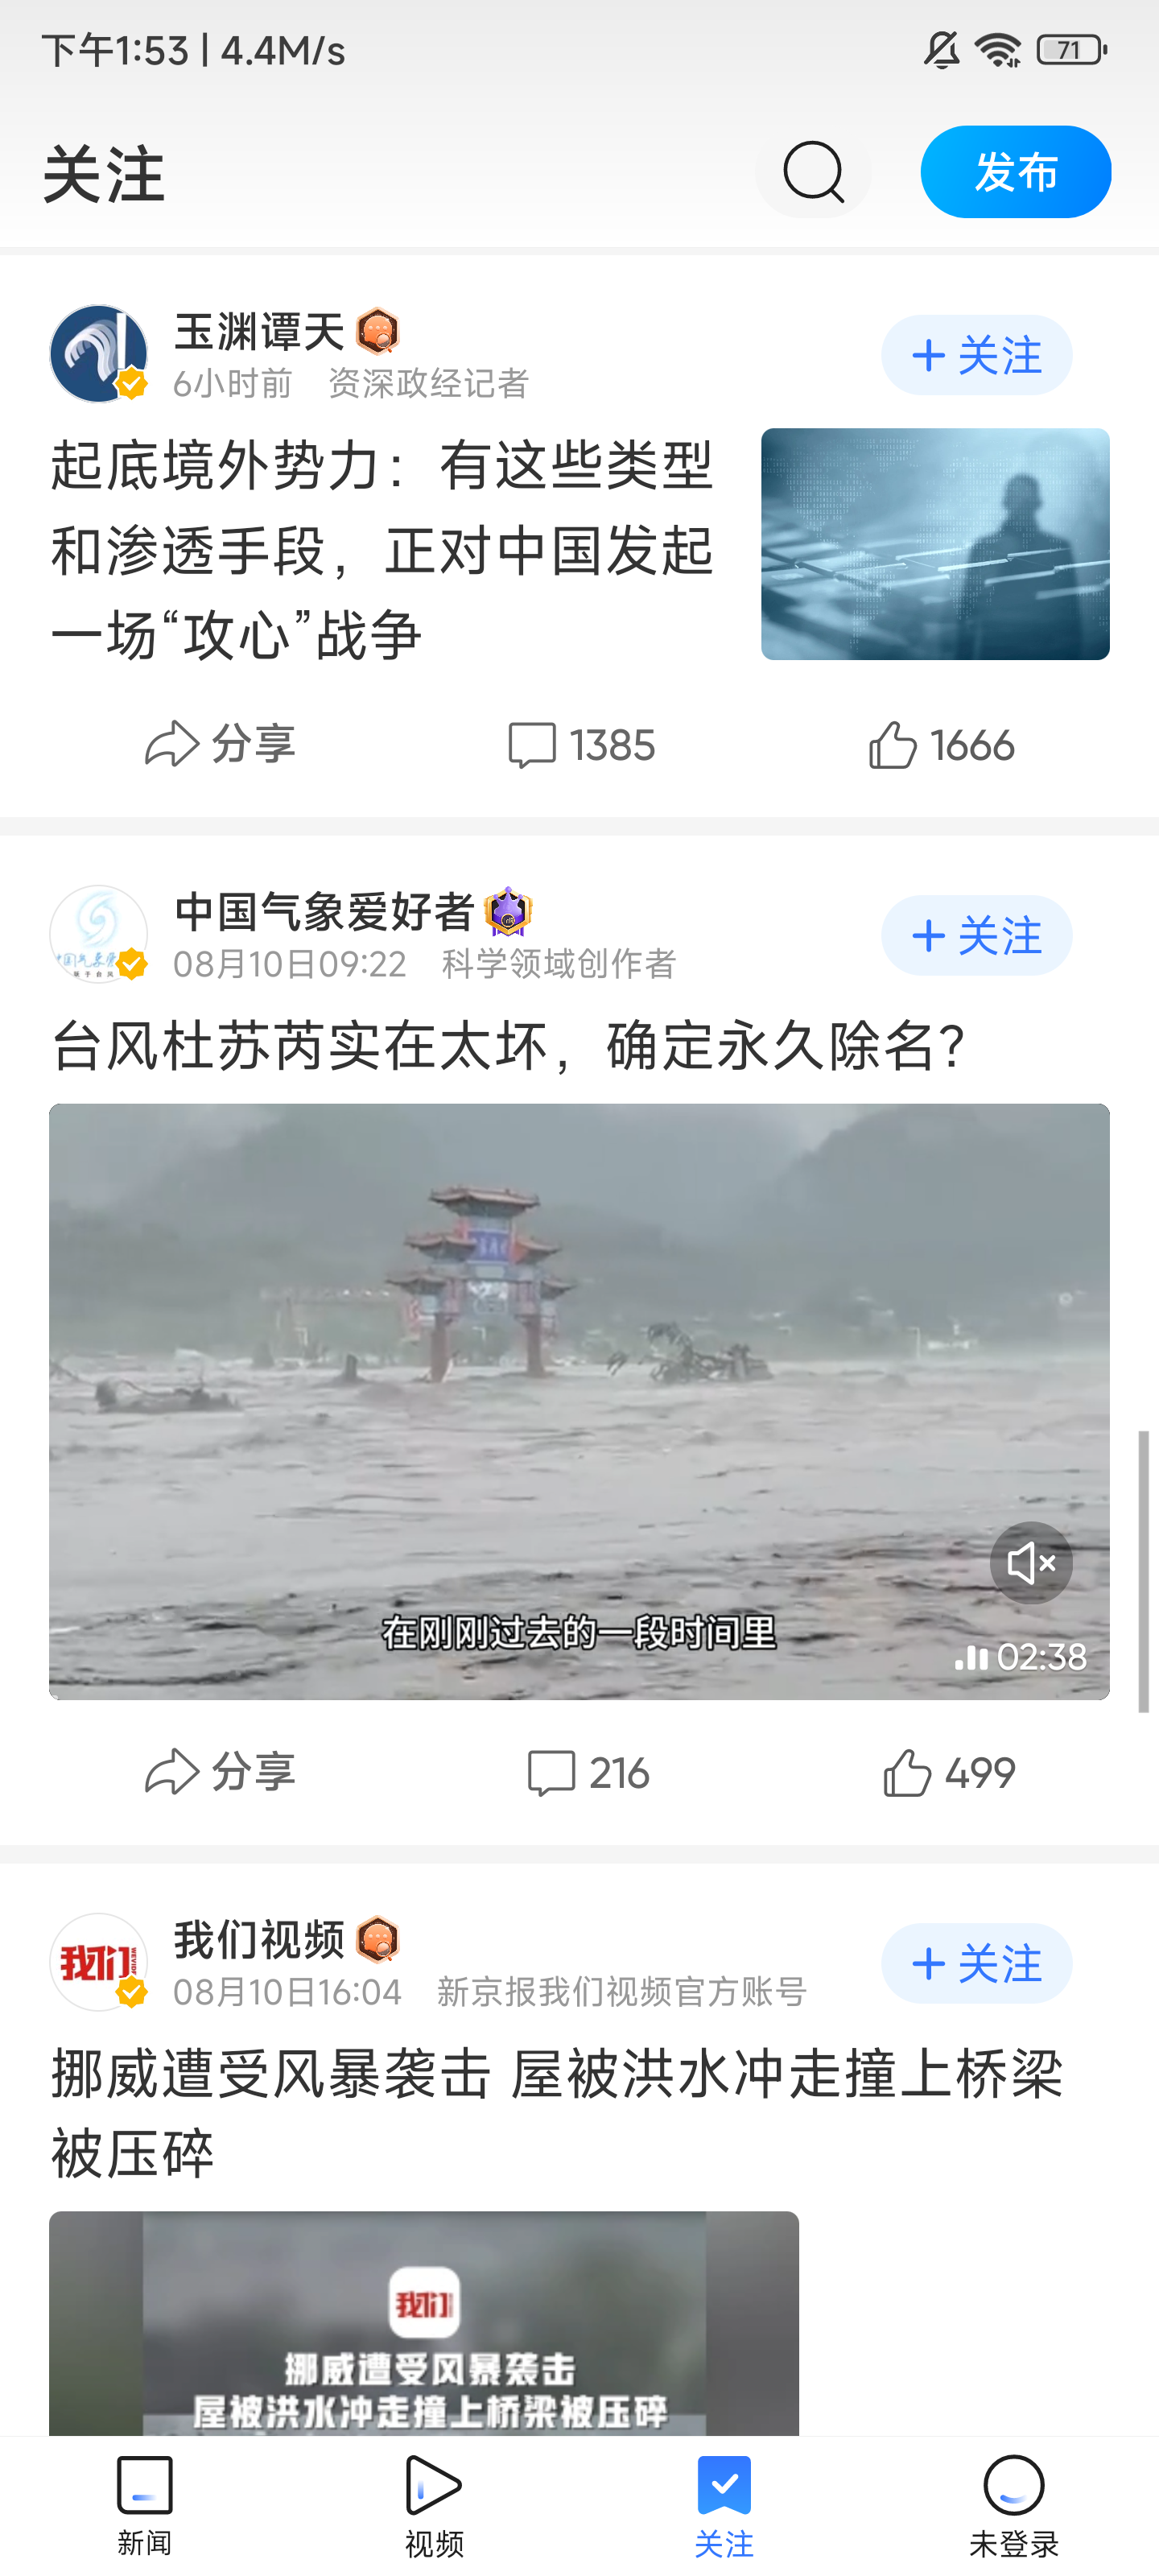 下午1:53 | 4.4M/s
71
关注
发布
玉渊谭天
6小时前 资深政经记者
+ 关注
起底境外势力：有这些类型
和渗透手段，正对中国发起
一场“攻心”战争
分享
1385
1666
中国气象爱好者
08月10日09:22 科学领域创作者
+ 关注
台风杜苏芮实在太坏，确定永久除名?
在刚刚过去的一段时间里
02:38
分享
216
499
我们
我们视频
08月10日16:04 新京报我们视频官方账号
+ 关注
挪威遭受风暴袭击 屋被洪水冲走撞上桥梁
被压碎
我们
挪威遭受风暴袭击
屋被洪水冲走撞上桥梁被压碎
新闻
视频
关注
未登录